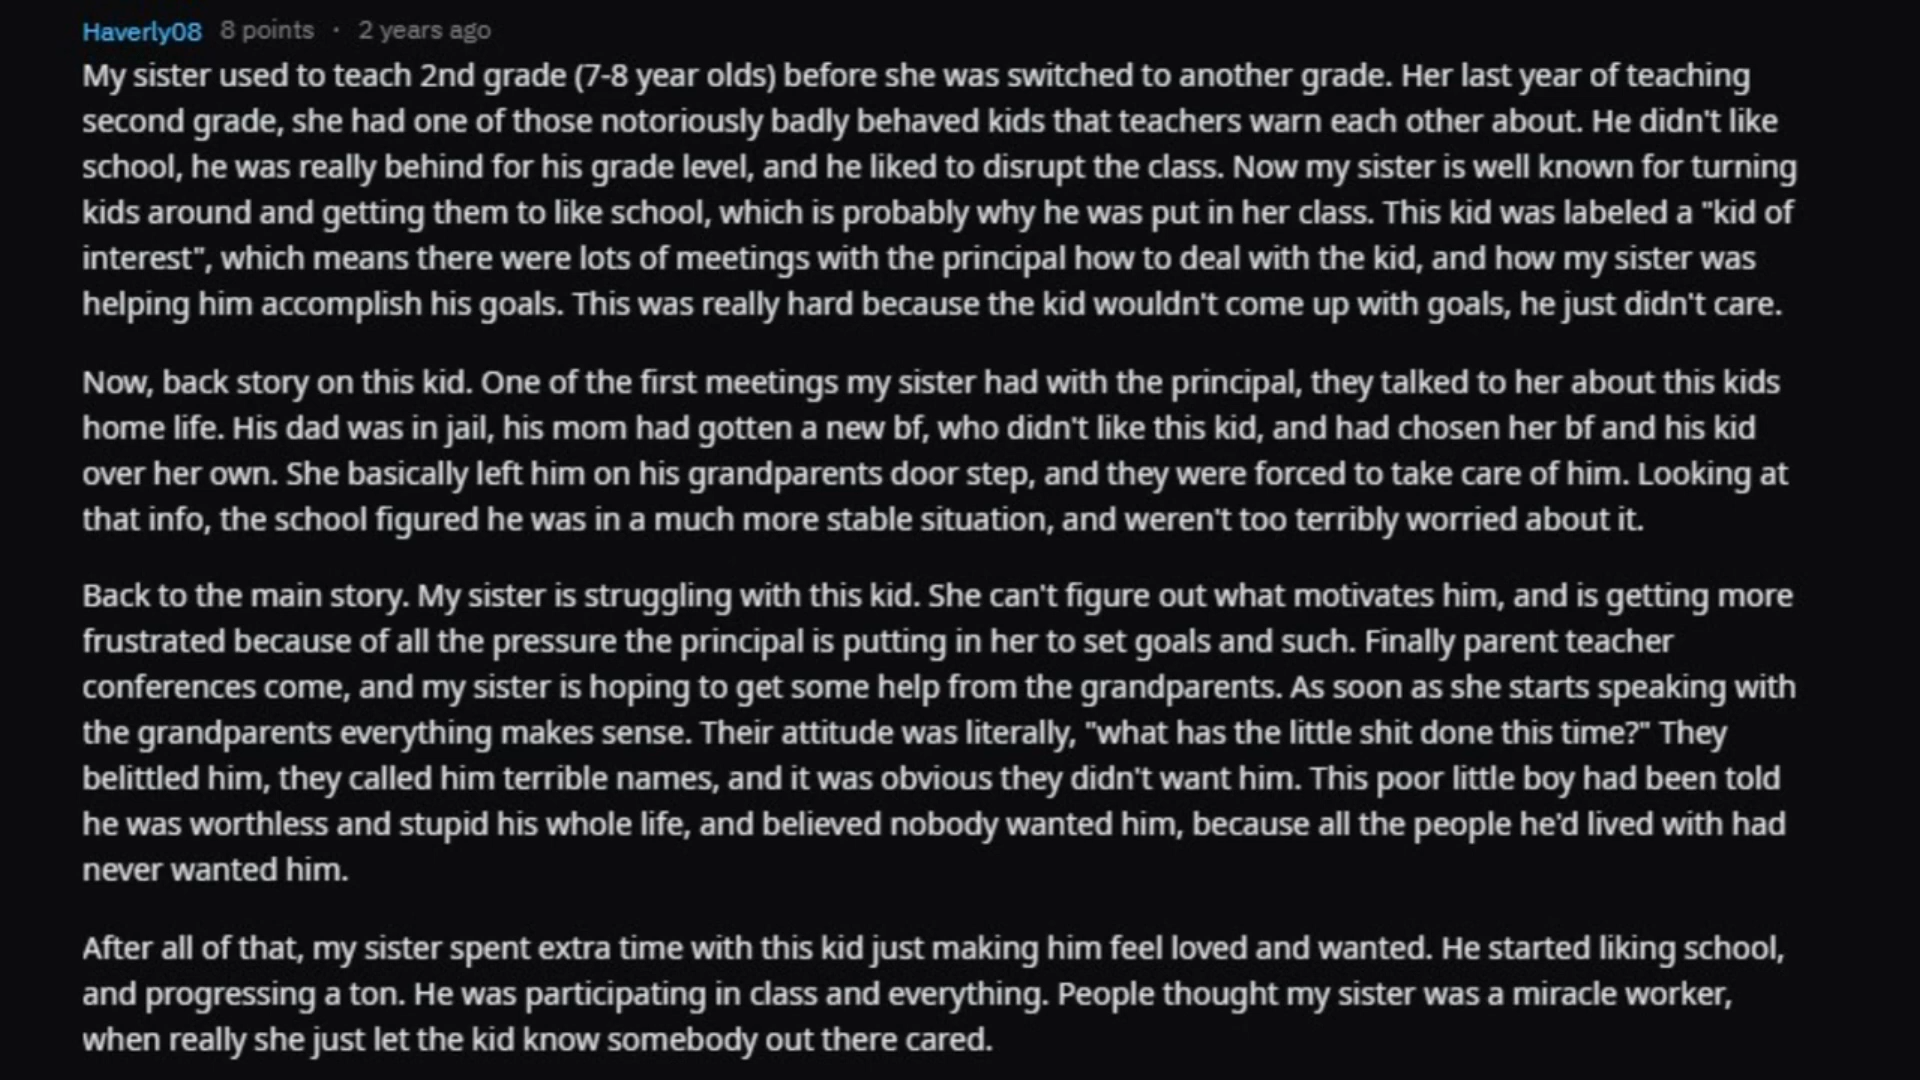 Haverly08 8 points · 2 years ago
My sister used to teach 2nd grade (7-8 year olds) before she was switched to another grade. Her last year of teaching
second grade, she had one of those notoriously badly behaved kids that teachers warn each other about. He didn't like
school, he was really behind for his grade level, and he liked to disrupt the class. Now my sister is well known for turning
kids around and getting them to like school, which is probably why he was put in her class. This kid was labeled a "kid of
interest", which means there were lots of meetings with the principal how to deal with the kid, and how my sister was
helping him accomplish his goals. This was really hard because the kid wouldn't come up with goals, he just didn't care.
Now, back story on this kid. One of the first meetings my sister had with the principal, they talked to her about this kids
home life. His dad was in jail, his mom had gotten a new bf, who didn't like this kid, and had chosen her bf and his kid
over her own. She basically left him on his grandparents door step, and they were forced to take care of him. Looking at
that info, the school figured he was in a much more stable situation, and weren't too terribly worried about it.
Back to the main story. My sister is struggling with this kid. She can't figure out what motivates him, and is getting more
frustrated because of all the pressure the principal is putting in her to set goals and such. Finally parent teacher
conferences come, and my sister is hoping to get some help from the grandparents. As soon as she starts speaking with
the grandparents everything makes sense. Their attitude was literally, "what has the little shit done this time?" They
belittled him, they called him terrible names, and it was obvious they didn't want him. This poor little boy had been told
he was worthless and stupid his whole life, and believed nobody wanted him, because all the people he'd lived with had
never wanted him.
After all of that, my sister spent extra time with this kid just making him feel loved and wanted. He started liking school,
and progressing a ton. He was participating in class and everything. People thought my sister was a miracle worker,
when really she just let the kid know somebody out there cared.